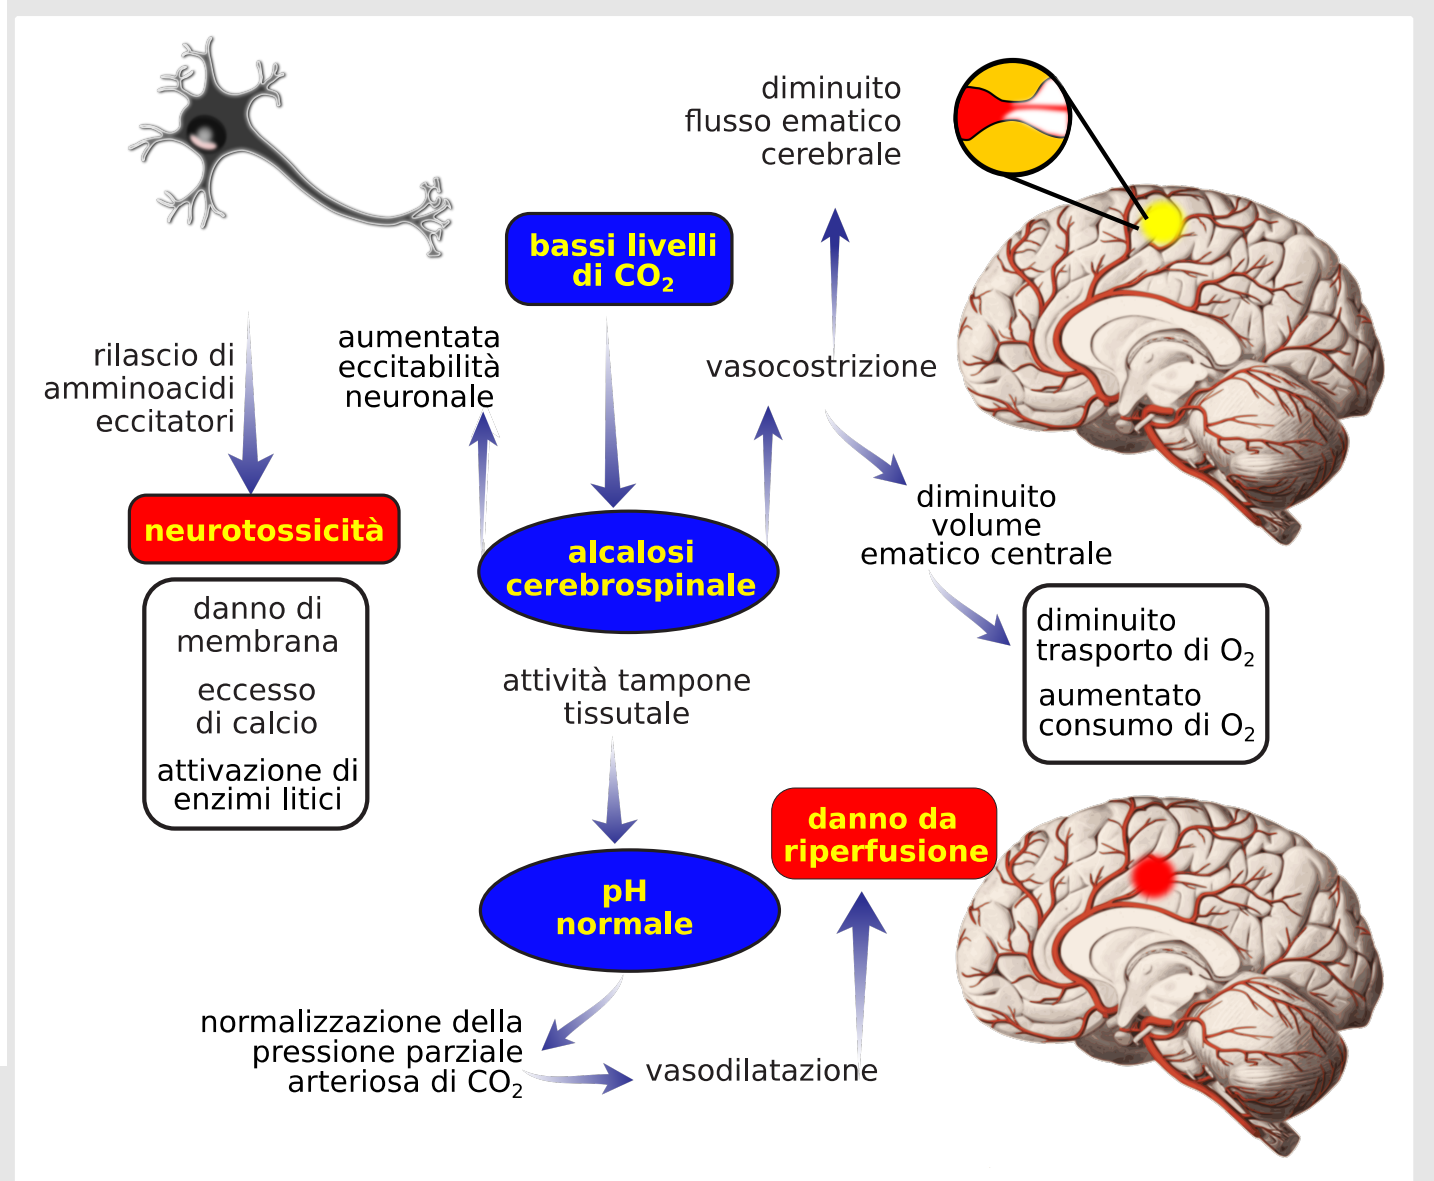 diminuito
flusso ematico
cerebrale
bassi livelli
di CO₂
rilascio di
amminoacidi
eccitatori
aumentata
eccitabilità
neuronale
vasocostrizione
neurotossicità
danno di
membrana
eccesso
di calcio
attivazione di
enzimi litici
alcalosi
cerebrospinale
diminuito
volume
ematico centrale
diminuito
trasporto di O₂
aumentato
consumo di O₂
attività tampone
tissutale
danno da
riperfusione
pH
normale
normalizzazione della
pressione parziale
arteriosa di CO₂
vasodilatazione